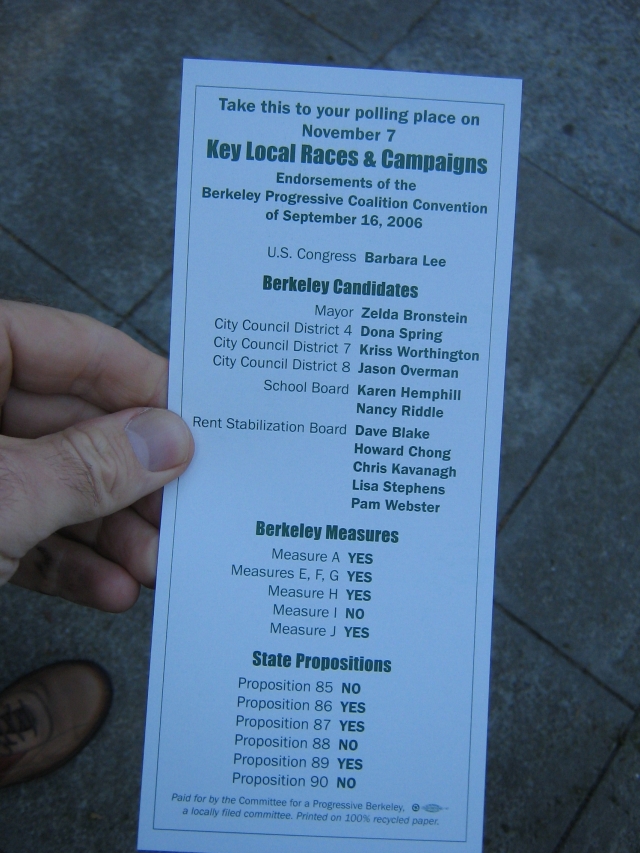 Take this to your polling place on
November 7
Key Local Races & Campaigns
Endorsements of the
Berkeley Progressive Coalition Convention
of September 16, 2006
U.S. Congress Barbara Lee
Berkeley Candidates
Mayor Zelda Bronstein
City Council District 4 Dona Spring
City Council District 7 Kriss Worthington
City Council District 8 Jason Overman
School Board Karen Hemphill
Nancy Riddle
Rent Stabilization Board Dave Blake
Howard Chong
Chris Kavanagh
Lisa Stephens
Pam Webster
Berkeley Measures
Measure A YES
Measures E, F, G YES
Measure H YES
Measure I NO
Measure J YES
State Propositions
Proposition 85 NO
Proposition 86 YES
Proposition 87 YES
Proposition 88 NO
Proposition 89 YES
Proposition 90 NO
Paid for by the Committee for a Progressive Berkeley,
a locally filed committee. Printed on 100% recycled paper.